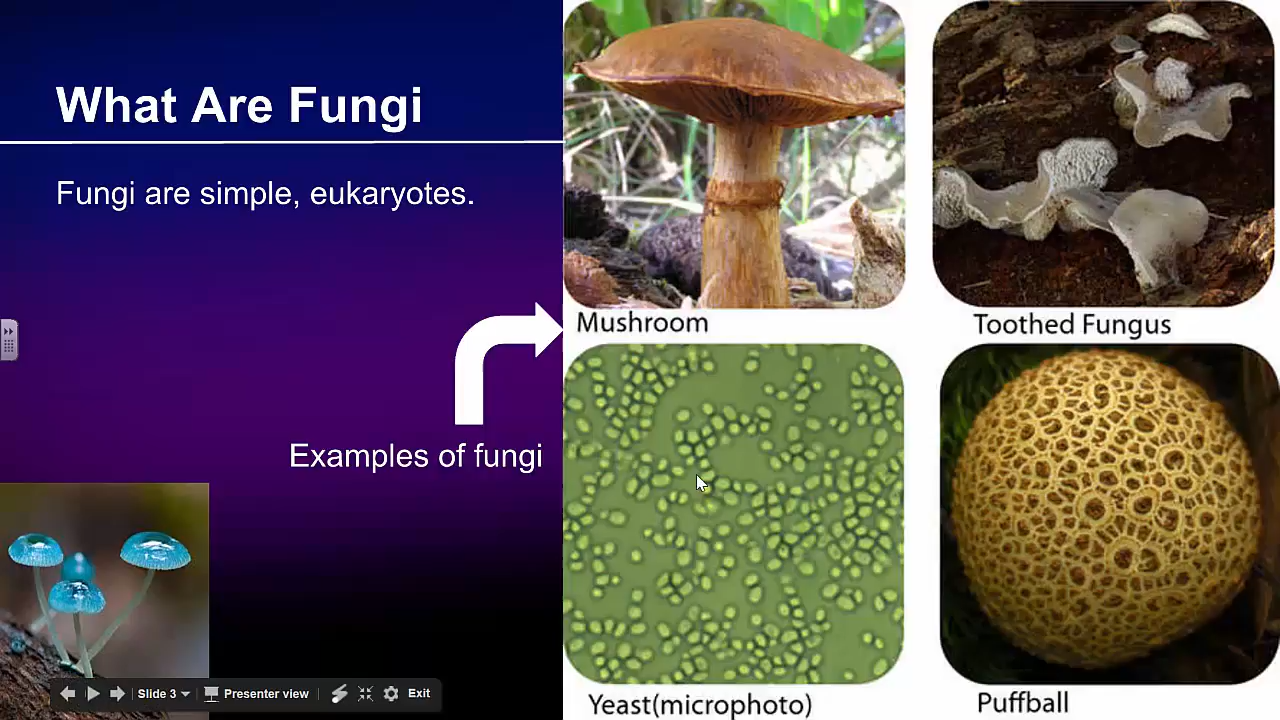 What Are Fungi
Fungi are simple, eukaryotes.
Examples of fungi
Mushroom
Toothed Fungus
Yeast(microphoto)
Puffball
Slide 3 Presenter view Exit